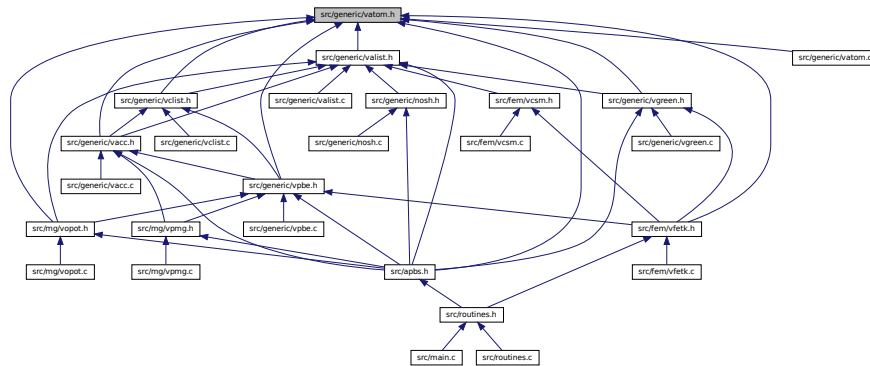 src/generic/vatom.h
src/generic/valist.h
src/generic/vatom.c
src/generic/vclist.h
src/generic/valist.c
src/generic/nosh.h
src/fem/vcsm.h
src/generic/vgreen.h
src/generic/vacc.h
src/generic/vclist.c
src/generic/nosh.c
src/fem/vcsm.c
src/generic/vgreen.c
src/generic/vacc.c
src/generic/vpbe.h
src/mg/vopot.h
src/mg/vpmg.h
src/generic/vpbe.c
src/fem/vfetk.h
src/mg/vopot.c
src/mg/vpmg.c
src/apbs.h
src/fem/vfetk.c
src/routines.h
src/main.c
src/routines.c